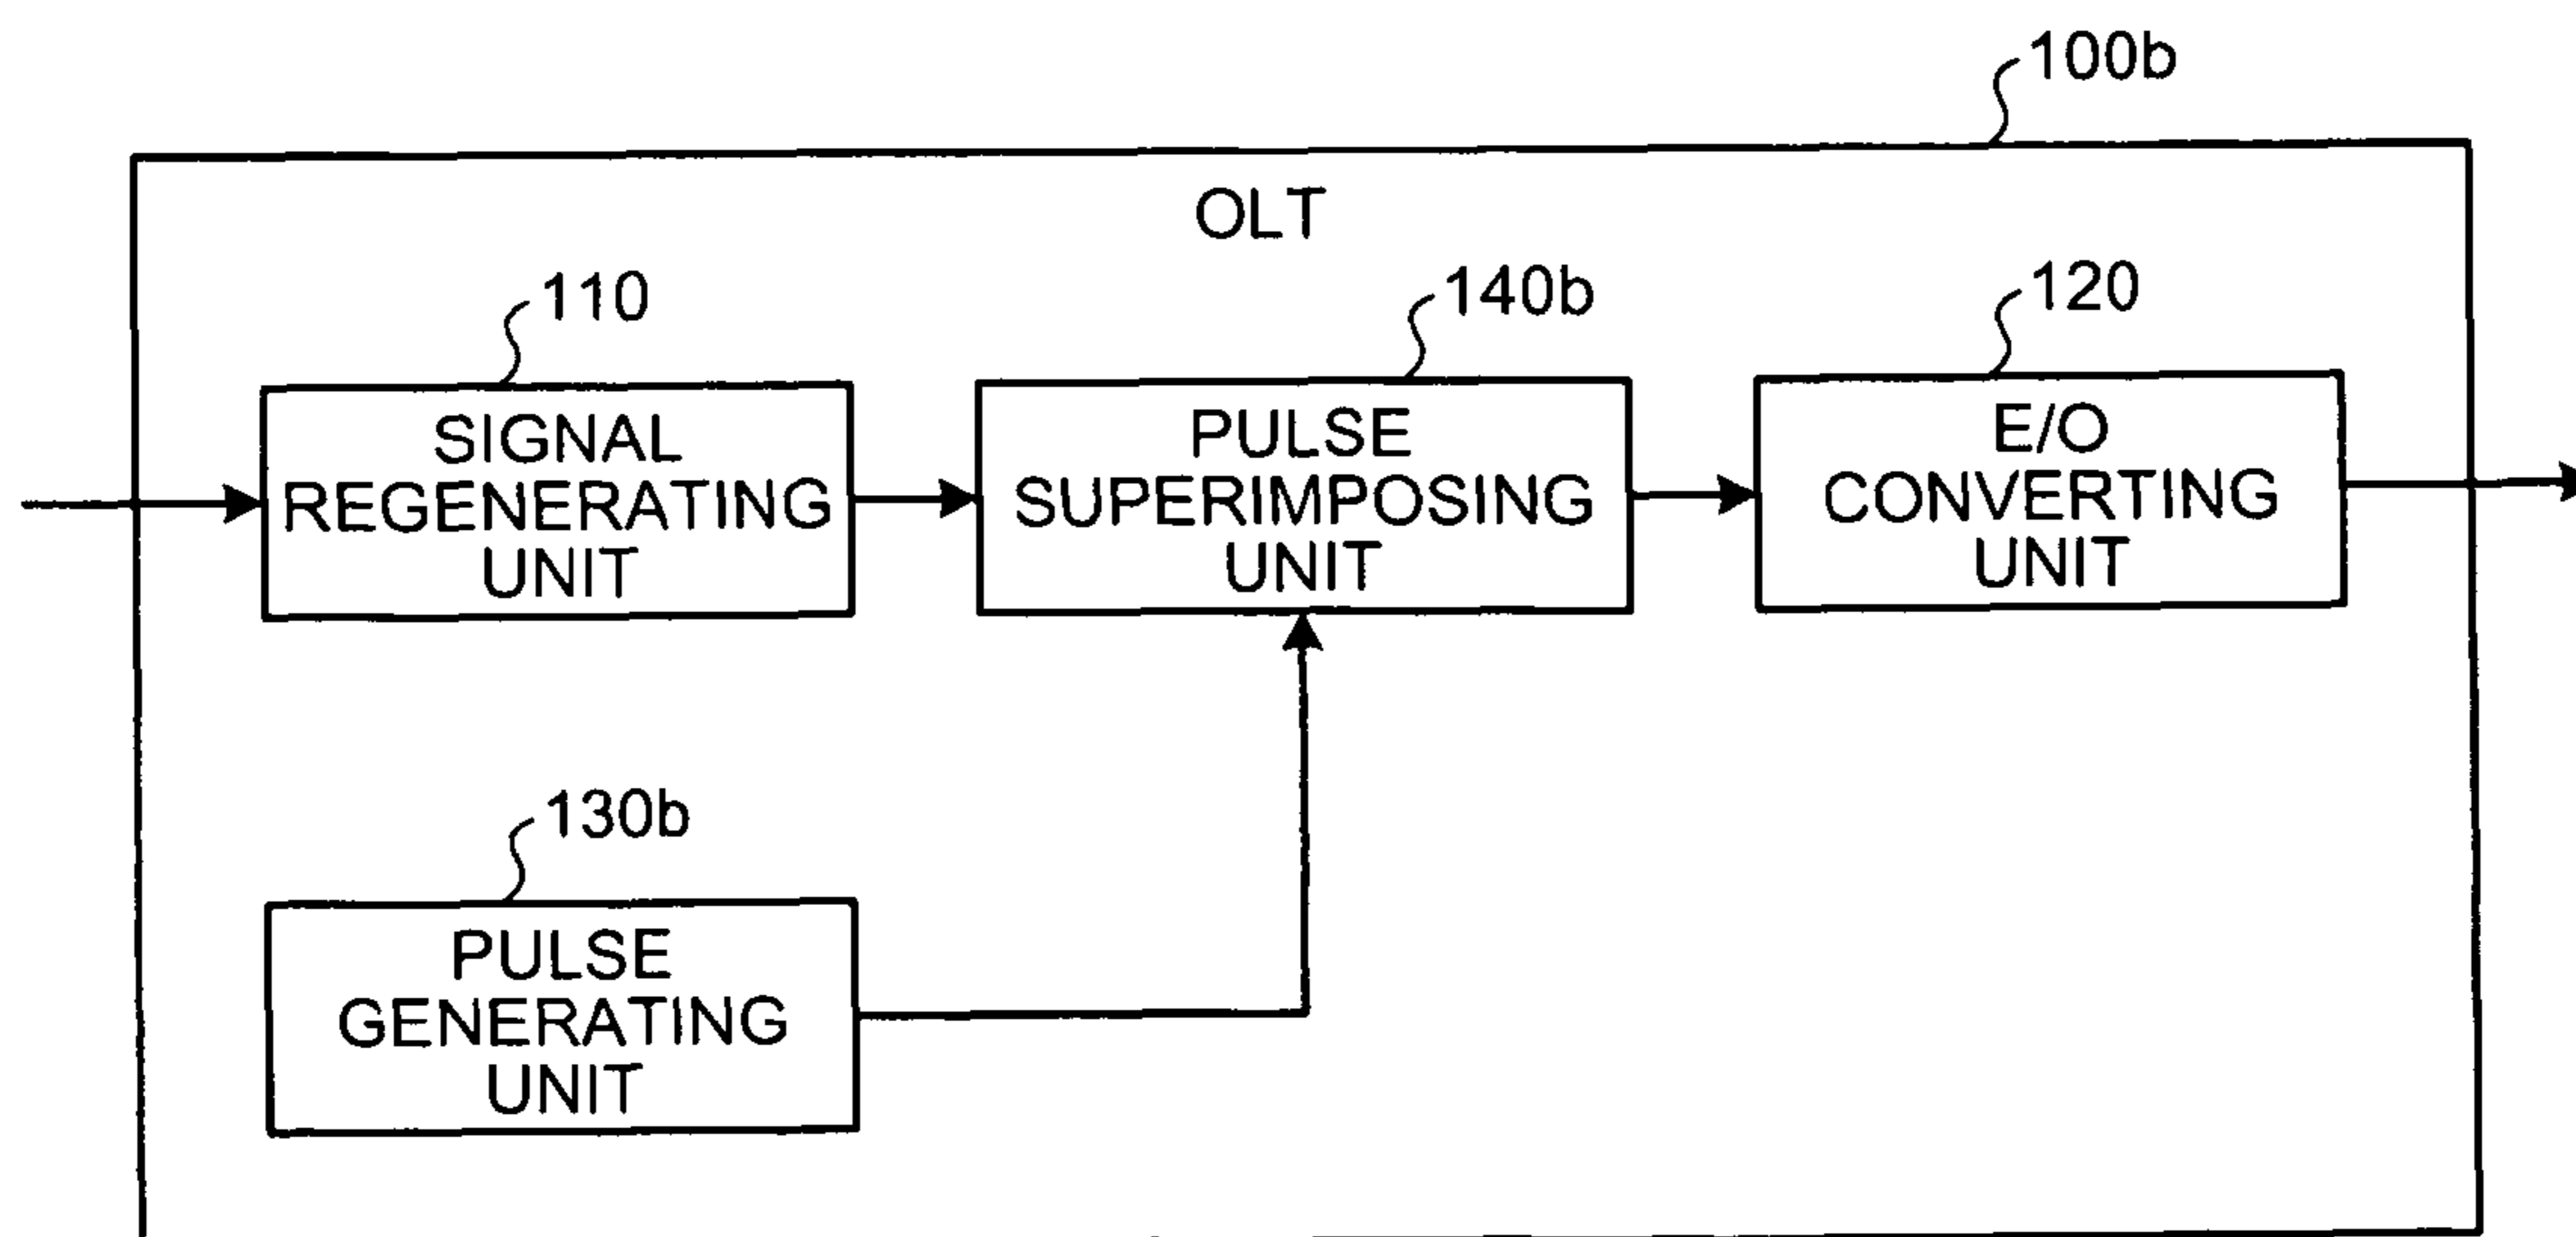 100b
OLT
110
140b
120
SIGNAL
REGENERATING
UNIT
PULSE
SUPERIMPOSING
UNIT
E/O
CONVERTING
UNIT
130b
PULSE
GENERATING
UNIT